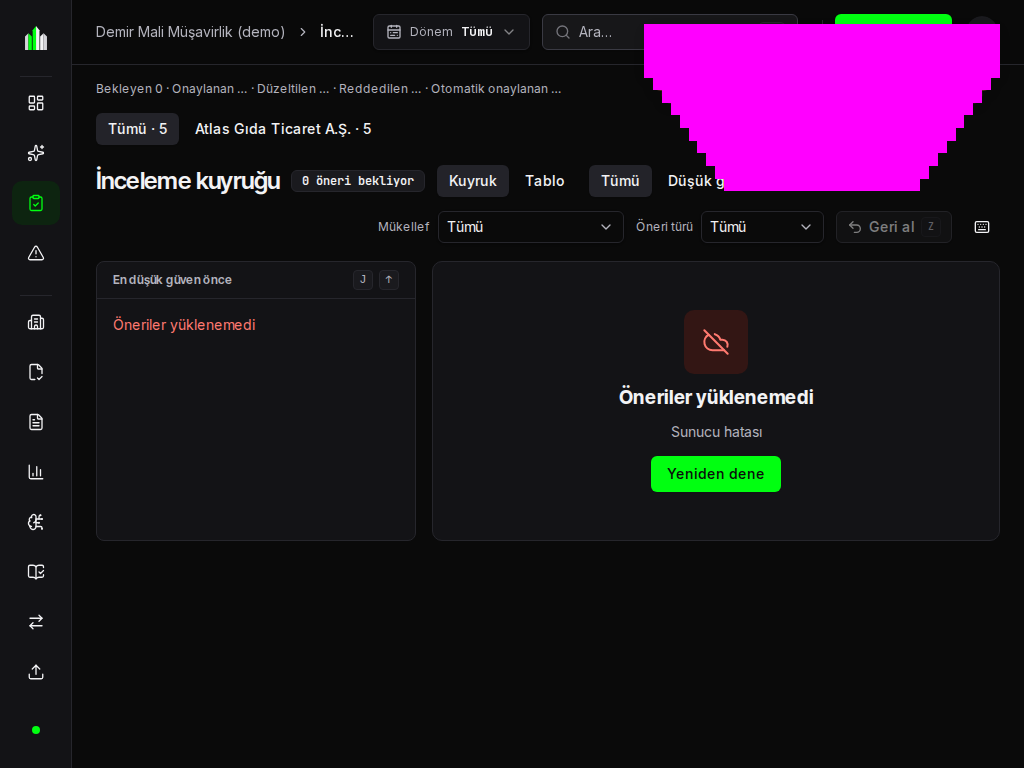 Demir Mali Müşavirlik (demo) İnc... Dönem Tümü Ara...
Bekleyen 0 · Onaylanan ... · Düzeltilen ... · Reddedilen ... · Otomatik onaylanan ...
Tümü · 5 Atlas Gıda Ticaret A.Ş. · 5
İnceleme kuyruğu 0 öneri bekliyor Kuyruk Tablo Tümü Düşük
Mükellef Tümü Öneri türü Tümü Geri al Z
En düşük güven önce J ↑
Öneriler yüklenemedi
Öneriler yüklenemedi
Sunucu hatası
Yeniden dene